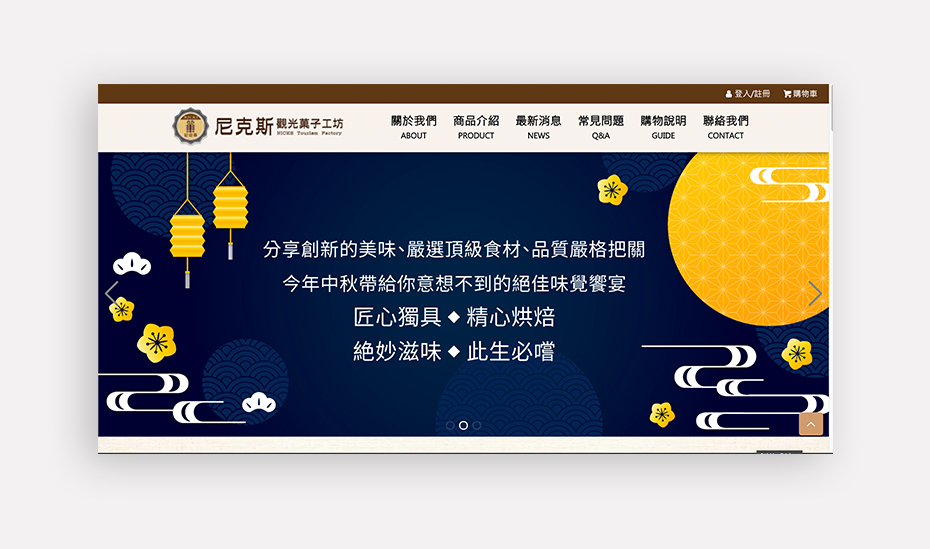 登入/註冊 購物車
尼克斯 觀光菓子工坊
NICKS Tourism Factory
關於我們 商品介紹 最新消息 常見問題 購物說明 聯絡我們
ABOUT PRODUCT NEWS Q&A GUIDE CONTACT
分享創新的美味、嚴選頂級食材、品質嚴格把關
今年中秋帶給你意想不到的絕佳味覺饗宴
匠心獨具◆精心烘焙
絕妙滋味◆此生必嚐